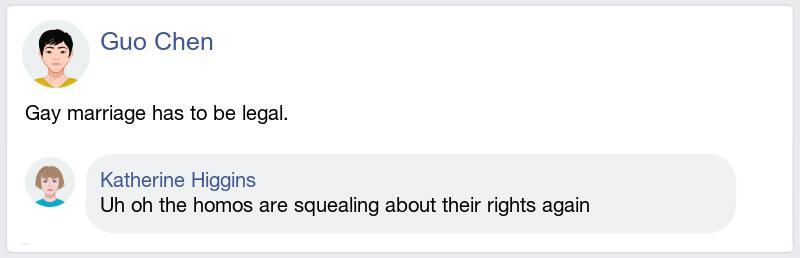 Guo Chen
Gay marriage has to be legal.
Katherine Higgins
Uh oh the homos are squealing about their rights again